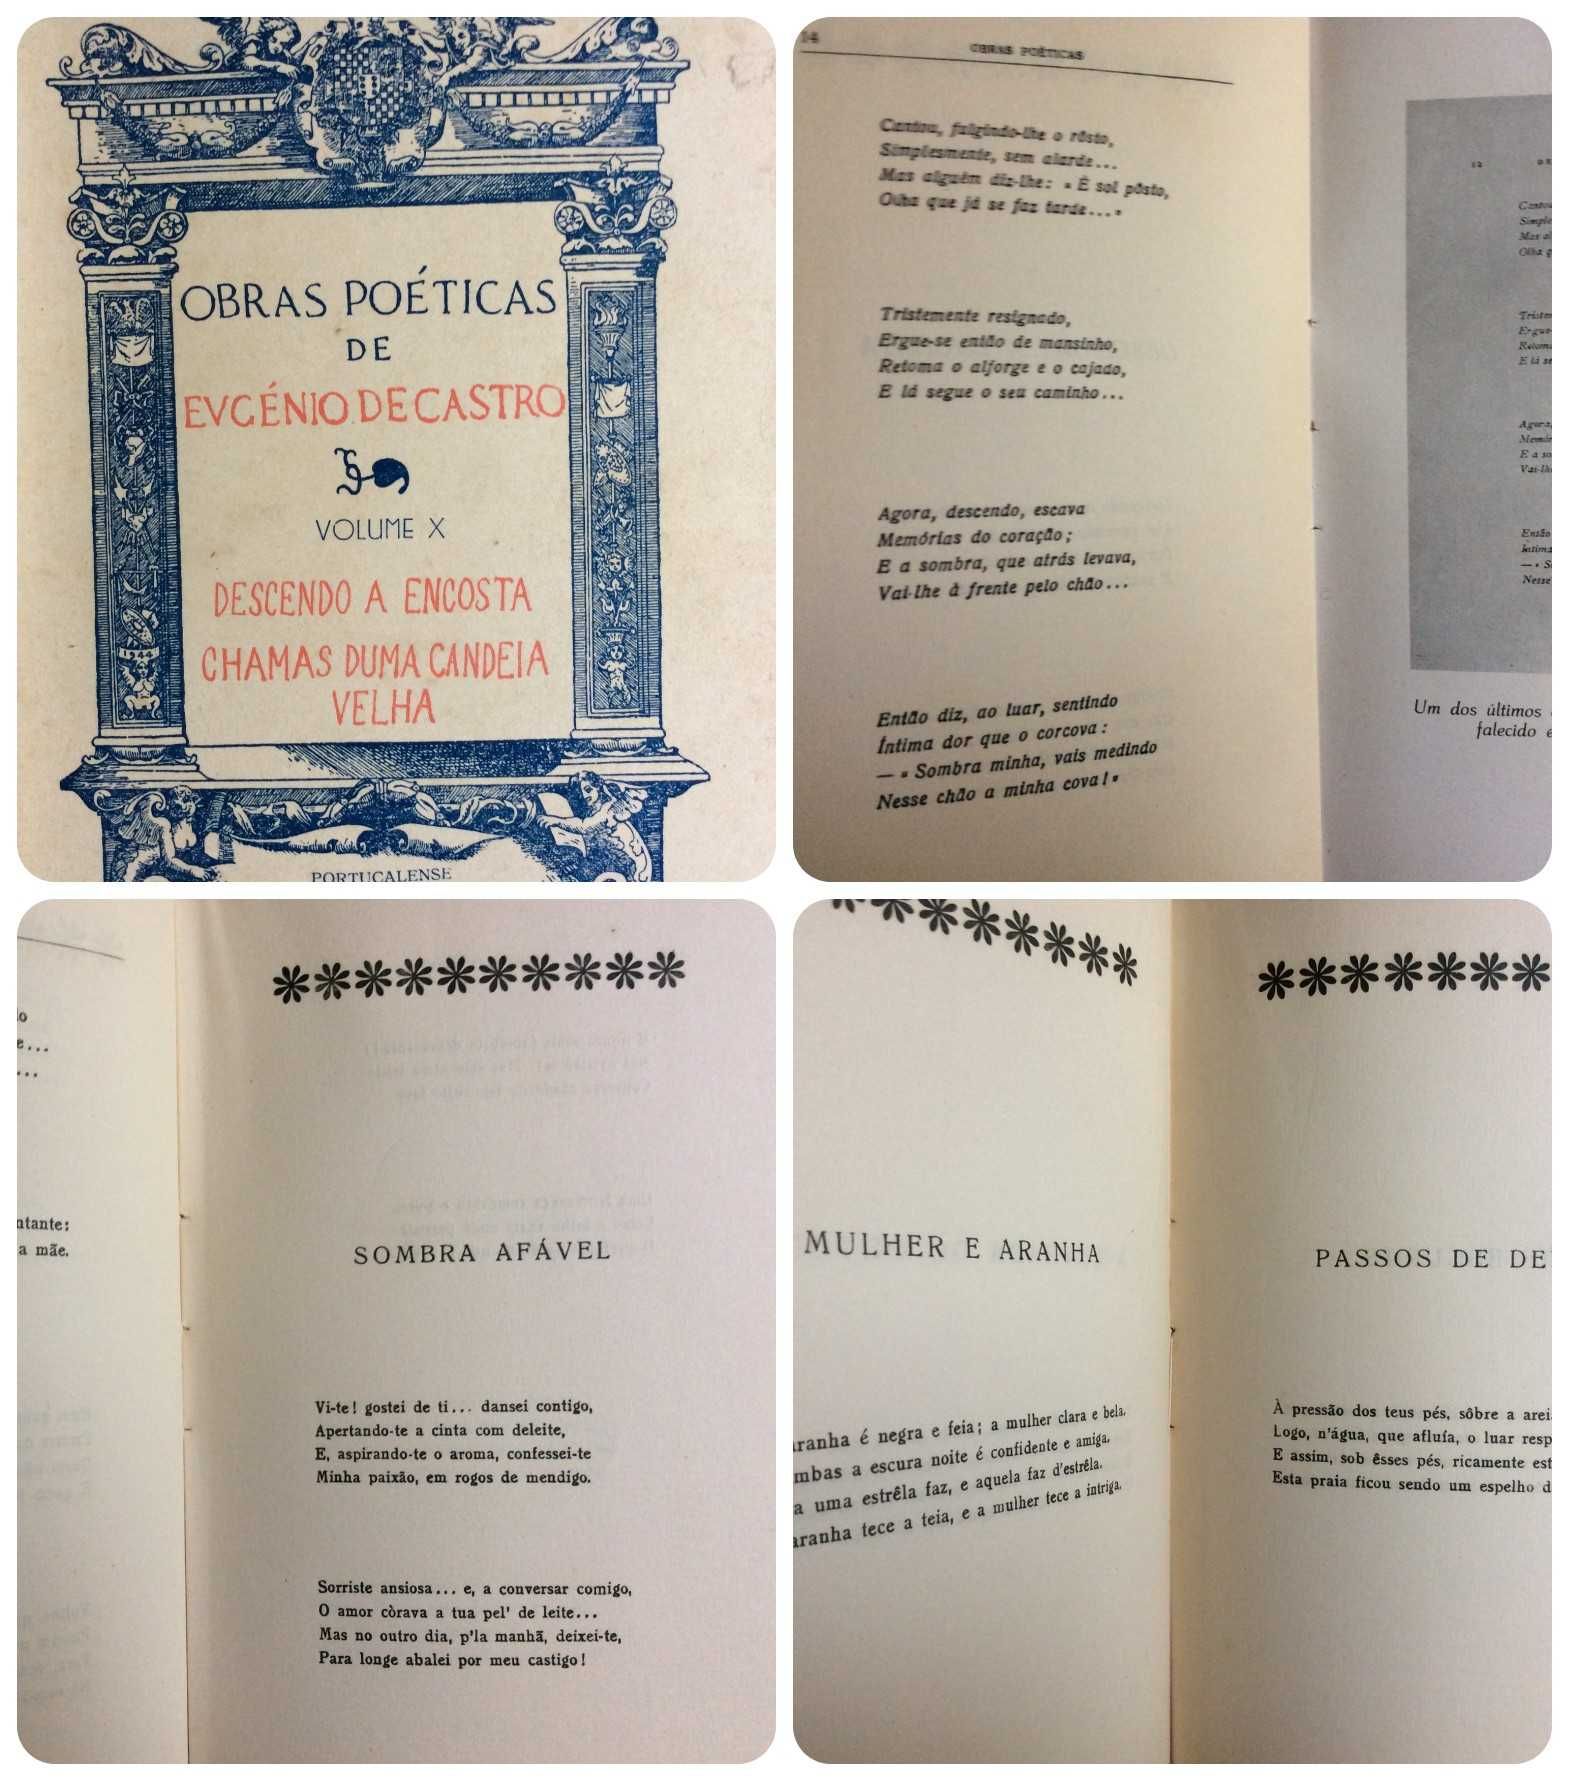 OBRAS POÉTICAS
DE
EVGÉNIO DE CASTRO
VOLUME X
DESCENDO A ENCOSTA
CHAMAS DUMA CANDEIA
VELHA
1944
PORTUCALENSE
14
OBRAS POÉTICAS
Cantou, fulgindo-lhe o rôsto,
Simplesmente, sem alarde...
Mas alguém diz-lhe: « É sol pôsto,
Olha que já se faz tarde...»
Tristemente resignado,
Ergue-se então de mansinho,
Retoma o alforge e o cajado,
E lá segue o seu caminho...
Agora, descendo, escava
Memórias do coração;
E a sombra, que atrás levava,
Vai-lhe à frente pelo chão...
Então diz, ao luar, sentindo
Íntima dor que o corcova:
— « Sombra minha, vais medindo
Nesse chão a minha cova!»
12
Agora,
E a so
Então
— « S
Nesse
Um dos últimos
falecido e
ntante:
a mãe.
SOMBRA AFÁVEL
Vi-te! gostei de ti... dansei contigo,
Apertando-te a cinta com deleite,
E, aspirando-te o aroma, confessei-te
Minha paixão, em rogos de mendigo.
Sorriste ansiosa... e, a conversar comigo,
O amor còrava a tua pel' de leite...
Mas no outro dia, p'la manhã, deixei-te,
Para longe abalei por meu castigo!
MULHER E ARANHA
aranha é negra e feia; a mulher clara e bela.
mbas a escura noite é confidente e amiga.
a uma estrêla faz, e aquela faz d'estrêla.
aranha tece a teia, e a mulher tece a intriga.
PASSOS DE DE
À pressão dos teus pés, sôbre a arei
Logo, n'água, que afluía, o luar resp
E assim, sob êsses pés, ricamente est
Esta praia ficou sendo um espelho d